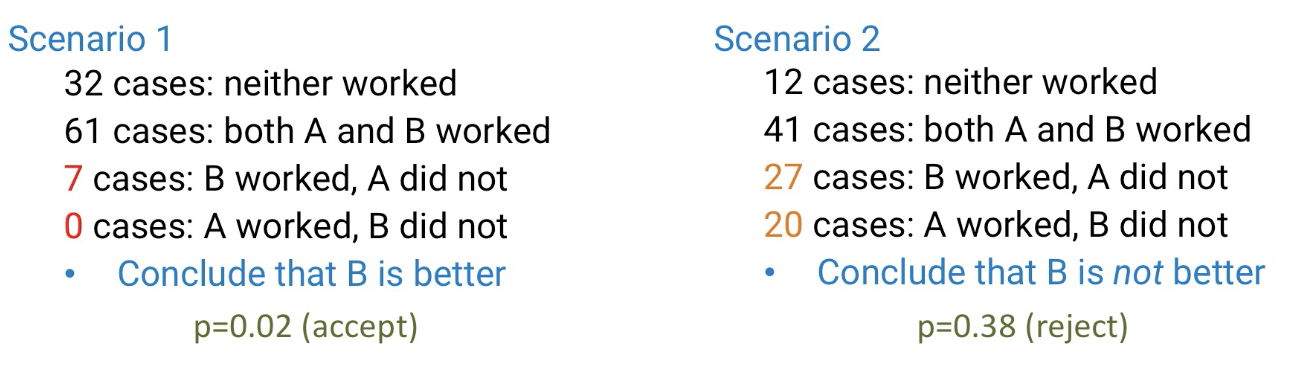 Scenario 1
32 cases: neither worked
61 cases: both A and B worked
7 cases: B worked, A did not
0 cases: A worked, B did not
• Conclude that B is better
p=0.02 (accept)
Scenario 2
12 cases: neither worked
41 cases: both A and B worked
27 cases: B worked, A did not
20 cases: A worked, B did not
• Conclude that B is not better
p=0.38 (reject)